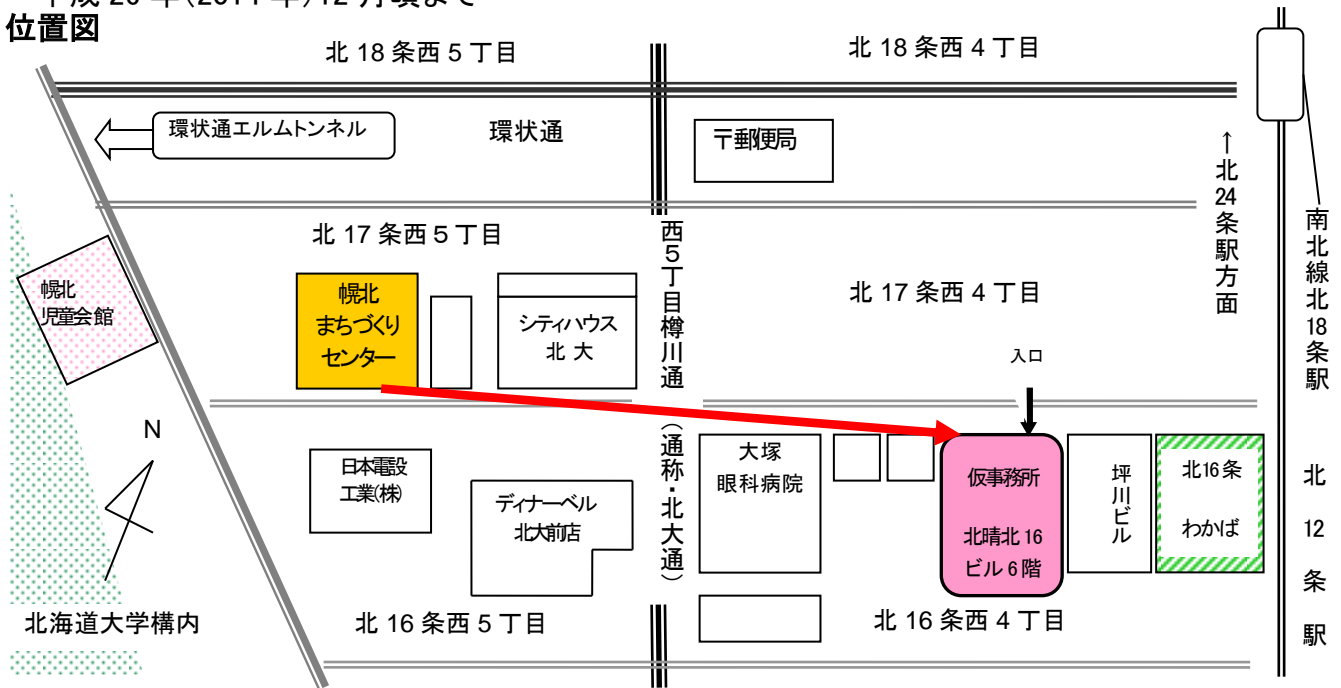 位置図
北 18 条西 5 丁目
北 18 条西 4 丁目
環状通エルムトンネル
環状通
〒郵便局
↑北24条駅方面
南北線北18条駅
北 17 条西 5 丁目
西5丁目樽川通
(通称・北大通)
北 17 条西 4 丁目
幌北
児童会館
幌北
まちづくり
センター
シティハウス
北 大
入口
N
日本電設
工業(株)
ディナーベル
北大前店
大塚
眼科病院
仮事務所
北晴北 16
ビル 6 階
坪川ビル
北16条
わかば
北12条駅
北海道大学構内
北 16 条西 5 丁目
北 16 条西 4 丁目